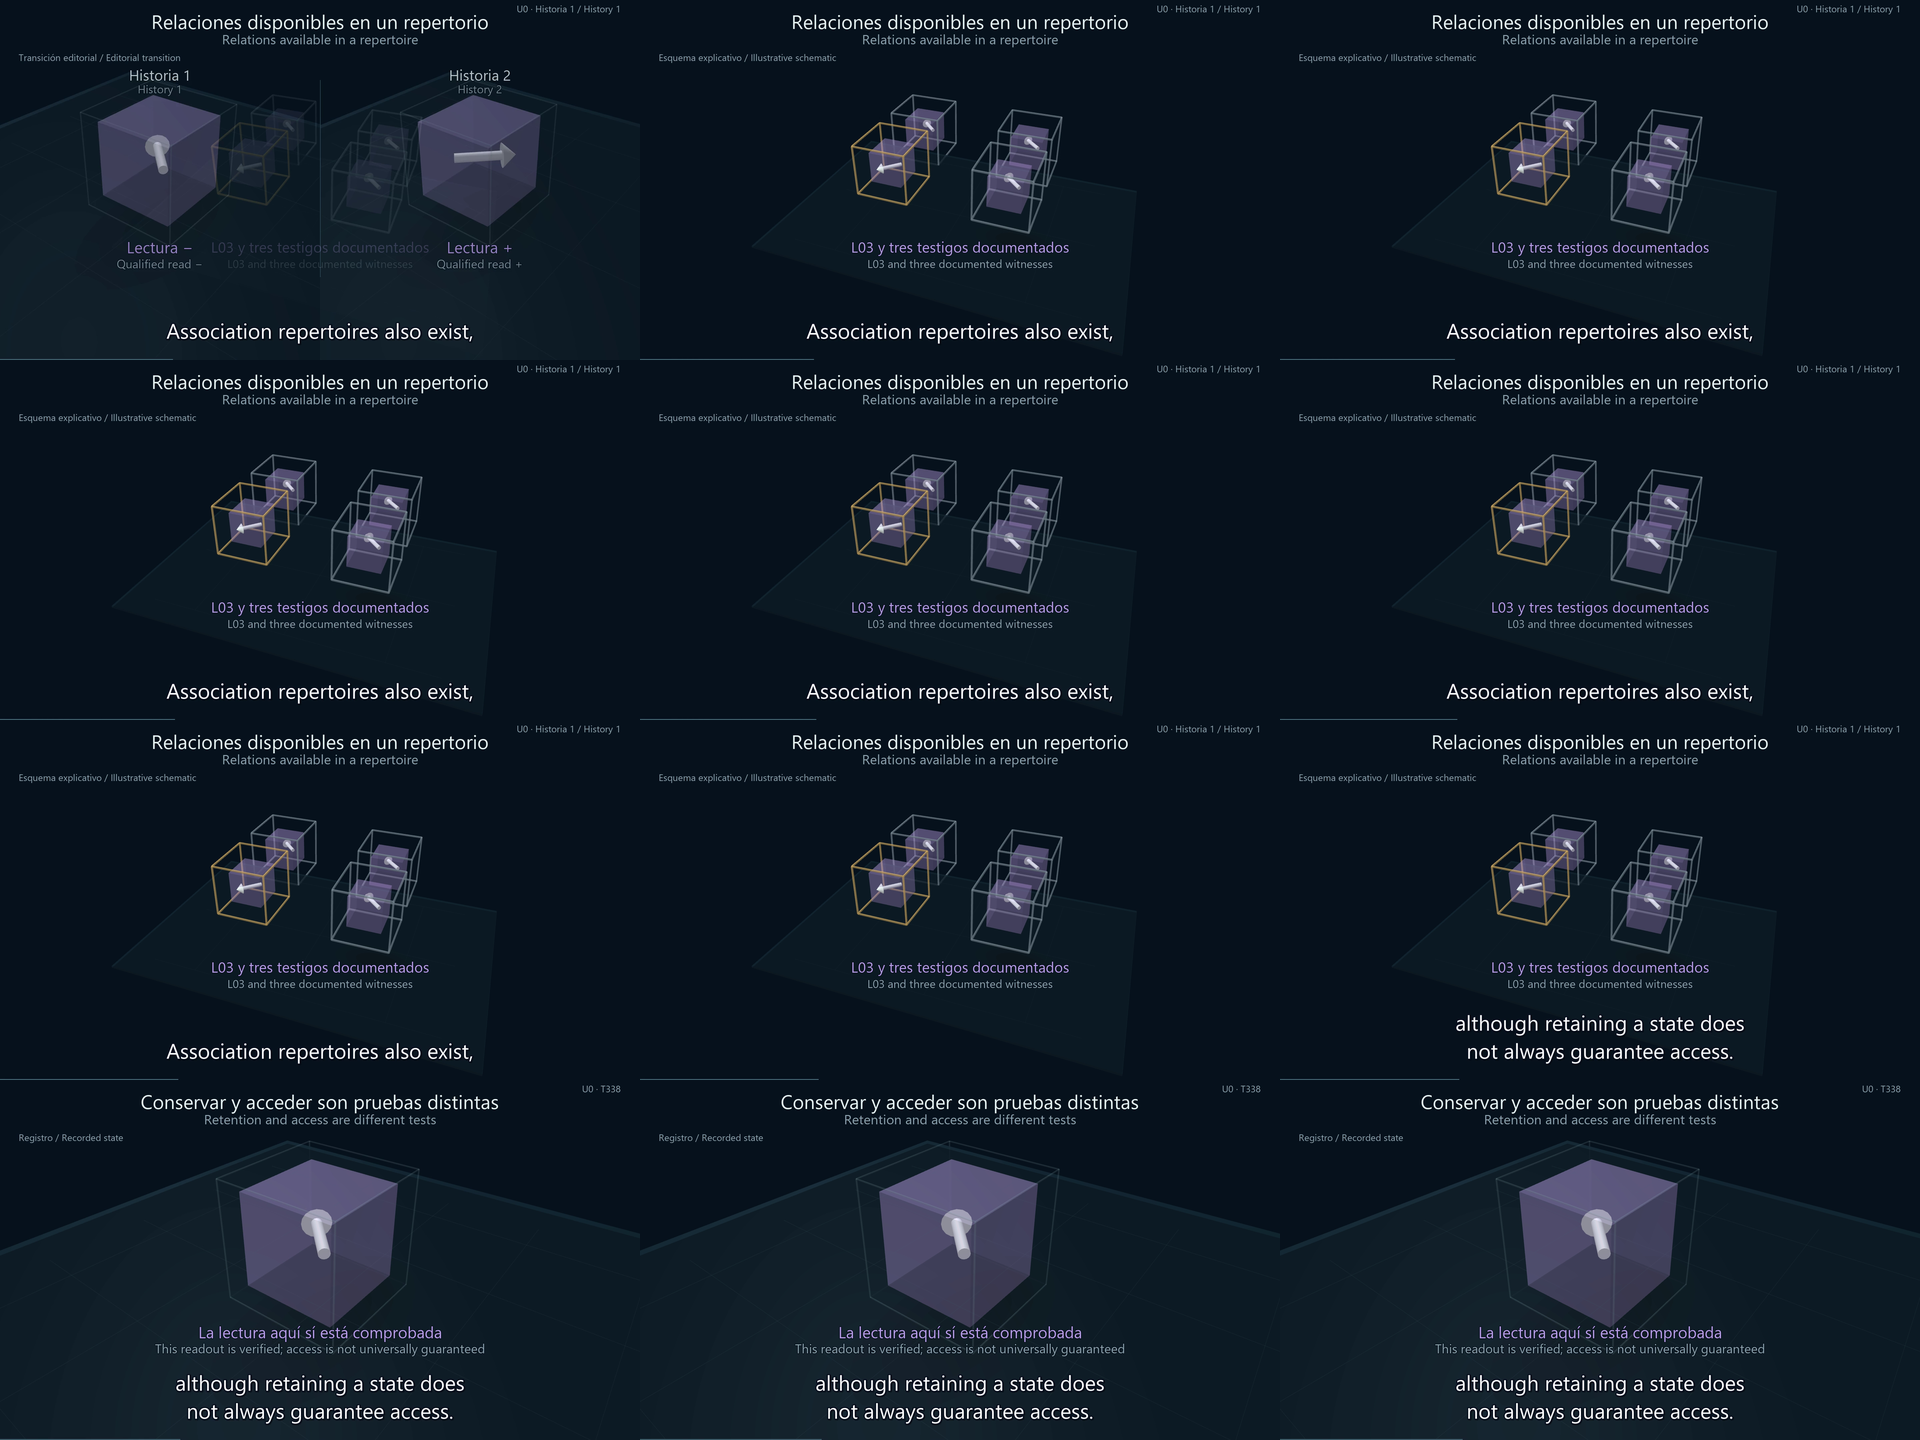 U0 · Historia 1 / History 1
Relaciones disponibles en un repertorio
Relations available in a repertoire
Transición editorial / Editorial transition
Historia 1
History 1
Historia 2
History 2
Lectura −
Qualified read −
L03 y tres testigos documentados
L03 and three documented witnesses
Lectura +
Qualified read +
Association repertoires also exist,
U0 · Historia 1 / History 1
Relaciones disponibles en un repertorio
Relations available in a repertoire
Esquema explicativo / Illustrative schematic
L03 y tres testigos documentados
L03 and three documented witnesses
Association repertoires also exist,
U0 · Historia 1 / History 1
Relaciones disponibles en un repertorio
Relations available in a repertoire
Esquema explicativo / Illustrative schematic
L03 y tres testigos documentados
L03 and three documented witnesses
Association repertoires also exist,
U0 · Historia 1 / History 1
Relaciones disponibles en un repertorio
Relations available in a repertoire
Esquema explicativo / Illustrative schematic
L03 y tres testigos documentados
L03 and three documented witnesses
Association repertoires also exist,
U0 · Historia 1 / History 1
Relaciones disponibles en un repertorio
Relations available in a repertoire
Esquema explicativo / Illustrative schematic
L03 y tres testigos documentados
L03 and three documented witnesses
Association repertoires also exist,
U0 · Historia 1 / History 1
Relaciones disponibles en un repertorio
Relations available in a repertoire
Esquema explicativo / Illustrative schematic
L03 y tres testigos documentados
L03 and three documented witnesses
Association repertoires also exist,
U0 · Historia 1 / History 1
Relaciones disponibles en un repertorio
Relations available in a repertoire
Esquema explicativo / Illustrative schematic
L03 y tres testigos documentados
L03 and three documented witnesses
Association repertoires also exist,
U0 · Historia 1 / History 1
Relaciones disponibles en un repertorio
Relations available in a repertoire
Esquema explicativo / Illustrative schematic
L03 y tres testigos documentados
L03 and three documented witnesses
U0 · Historia 1 / History 1
Relaciones disponibles en un repertorio
Relations available in a repertoire
Esquema explicativo / Illustrative schematic
L03 y tres testigos documentados
L03 and three documented witnesses
although retaining a state does
not always guarantee access.
U0 · T338
Conservar y acceder son pruebas distintas
Retention and access are different tests
Registro / Recorded state
La lectura aquí sí está comprobada
This readout is verified; access is not universally guaranteed
although retaining a state does
not always guarantee access.
U0 · T338
Conservar y acceder son pruebas distintas
Retention and access are different tests
Registro / Recorded state
La lectura aquí sí está comprobada
This readout is verified; access is not universally guaranteed
although retaining a state does
not always guarantee access.
U0 · T338
Conservar y acceder son pruebas distintas
Retention and access are different tests
Registro / Recorded state
La lectura aquí sí está comprobada
This readout is verified; access is not universally guaranteed
although retaining a state does
not always guarantee access.